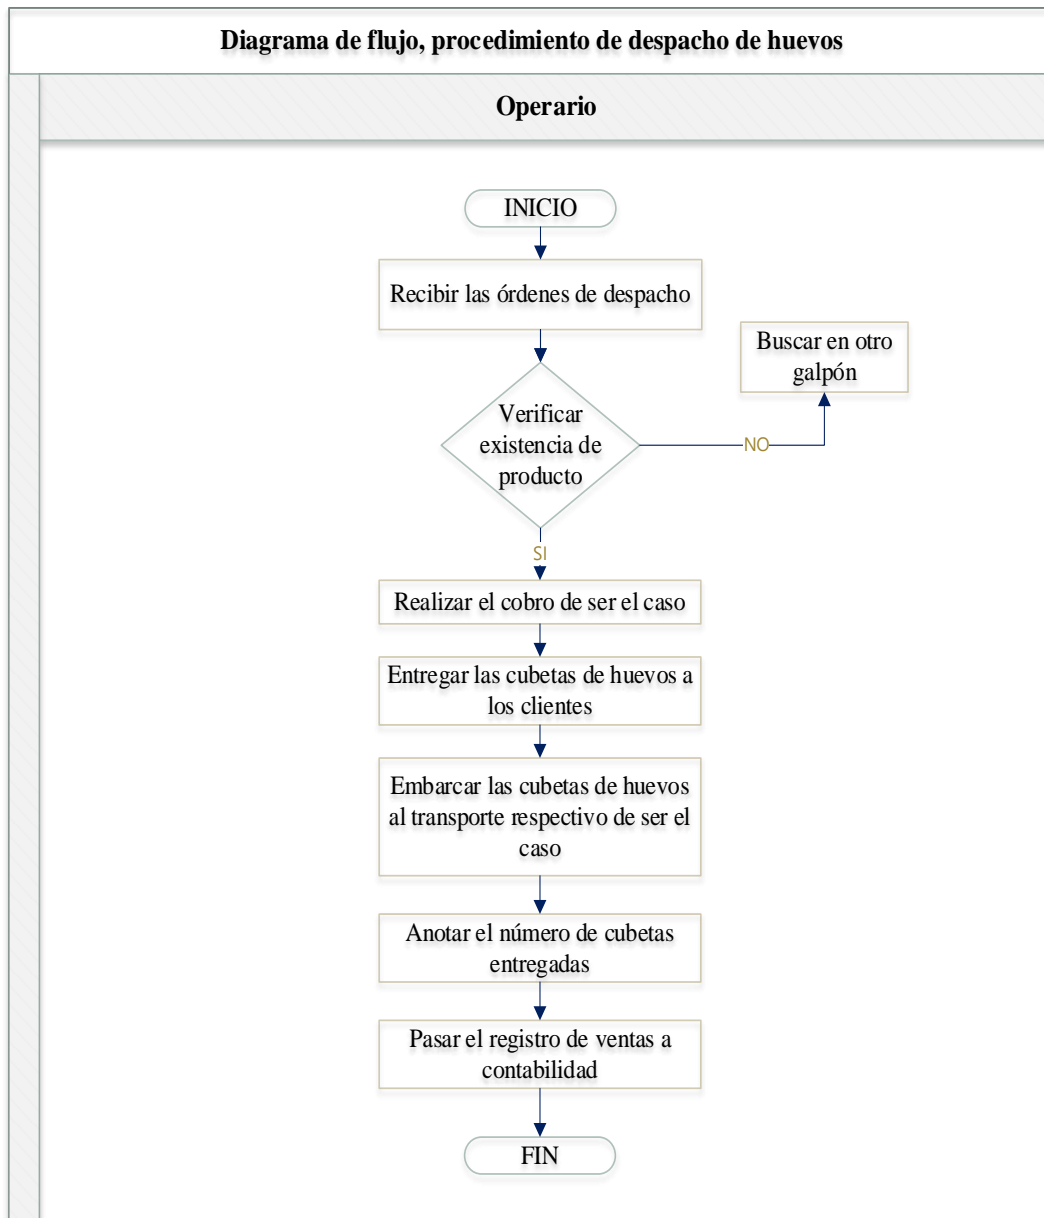 Diagrama de flujo, procedimiento de despacho de huevos
Operario
INICIO
Recibir las órdenes de despacho
Buscar en otro
galpón
Verificar
existencia de
producto
NO
SI
Realizar el cobro de ser el caso
Entregar las cubetas de huevos a
los clientes
Embarcar las cubetas de huevos
al transporte respectivo de ser el
caso
Anotar el número de cubetas
entregadas
Pasar el registro de ventas a
contabilidad
FIN